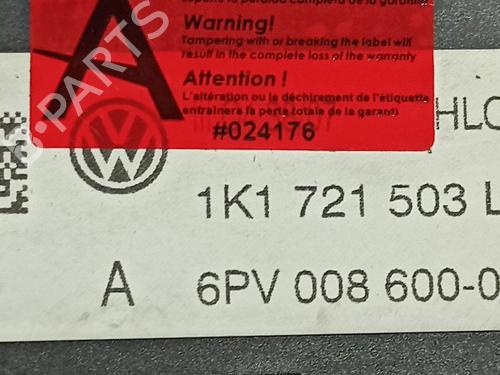 Warning!
Tampering with or breaking the label will
result in the complete loss of the warranty
Attention !
L'altération ou le déchirement de l'étiquette
entraînera la perte totale de la garanti
#024176
A
HLC
1K1 721 503 L
A 6PV 008 600-0
PARTS